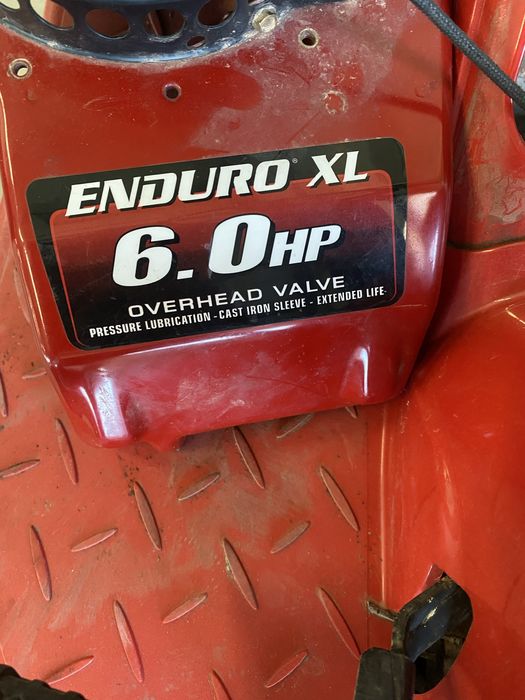 ENDURO® XL
6.0HP
OVERHEAD VALVE
PRESSURE LUBRICATION - CAST IRON SLEEVE - EXTENDED LIFE